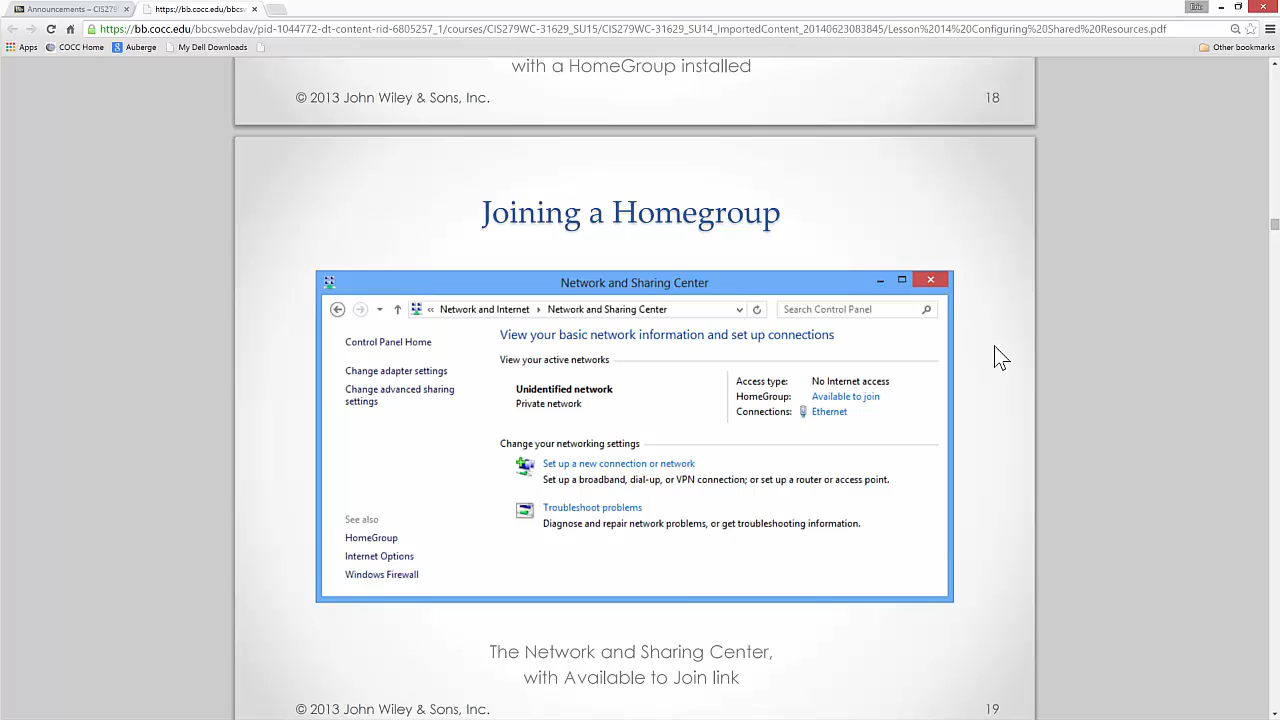 Announcements – CIS279
https://bb.cocc.edu/bbcsw
https://bb.cocc.edu/bbcswebdav/pid-1044772-dt-content-rid-6805257_1/courses/CIS279WC-31629_SU15/CIS279WC-31629_SU14_ImportedContent_20140623083845/Lesson%2014%20Configuring%20Shared%20Resources.pdf
Apps COCC Home Auberge My Dell Downloads Other bookmarks
with a HomeGroup installed
© 2013 John Wiley & Sons, Inc. 18
Joining a Homegroup
Network and Sharing Center
« Network and Internet Network and Sharing Center Search Control Panel
Control Panel Home
Change adapter settings
Change advanced sharing
settings
View your basic network information and set up connections
View your active networks
Unidentified network
Private network
Access type: No Internet access
HomeGroup: Available to join
Connections: Ethernet
Change your networking settings
Set up a new connection or network
Set up a broadband, dial-up, or VPN connection; or set up a router or access point.
Troubleshoot problems
Diagnose and repair network problems, or get troubleshooting information.
See also
HomeGroup
Internet Options
Windows Firewall
The Network and Sharing Center,
with Available to Join link
© 2013 John Wiley & Sons, Inc. 19